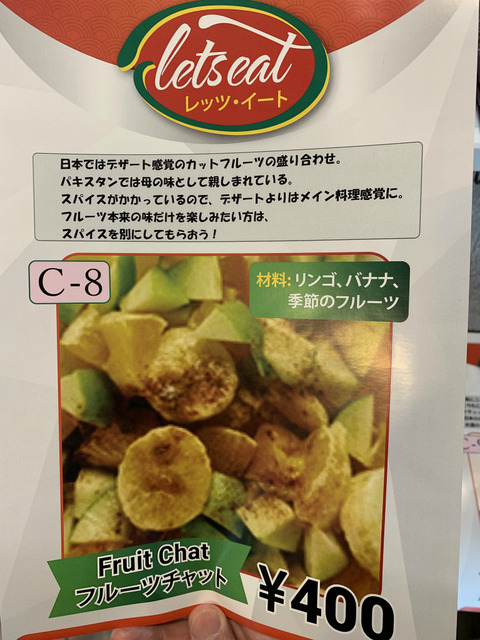 letseat
レッツ・イート
日本ではデザート感覚のカットフルーツの盛り合わせ。
パキスタンでは母の味として親しまれている。
スパイスがかかっているので、デザートよりはメイン料理感覚に。
フルーツ本来の味だけを楽しみたい方は、
スパイスを別にしてもらおう！
C-8
材料: リンゴ、バナナ、
季節のフルーツ
Fruit Chat
フルーツチャット
¥400